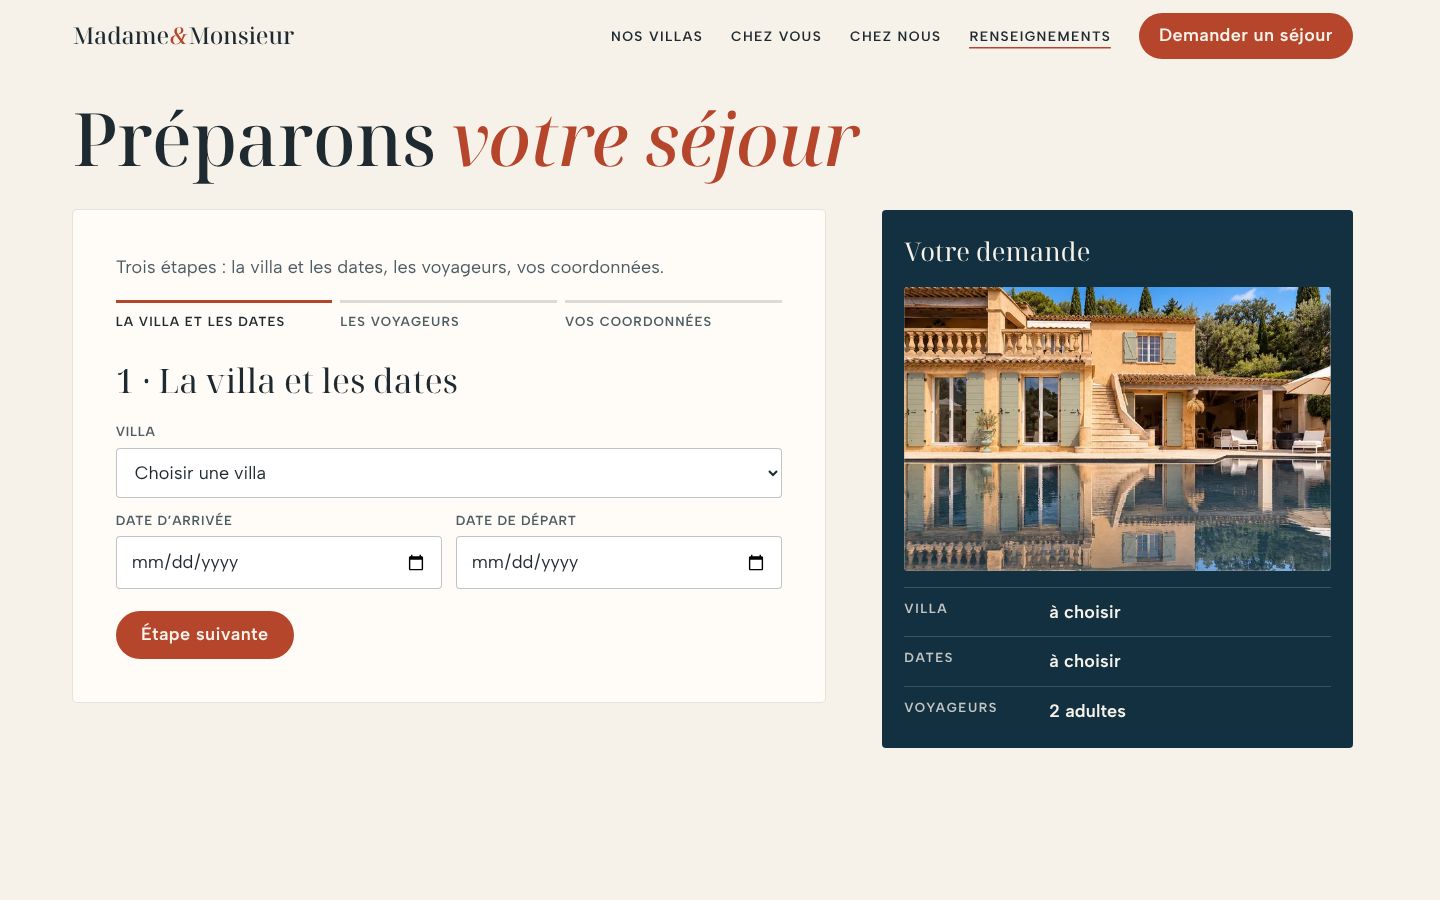 Madame&Monsieur
NOS VILLAS
CHEZ VOUS
CHEZ NOUS
RENSEIGNEMENTS
Demander un séjour
Préparons votre séjour
Trois étapes : la villa et les dates, les voyageurs, vos coordonnées.
LA VILLA ET LES DATES
LES VOYAGEURS
VOS COORDONNÉES
1 · La villa et les dates
VILLA
Choisir une villa
DATE D’ARRIVÉE
DATE DE DÉPART
mm/dd/yyyy
mm/dd/yyyy
Étape suivante
Votre demande
VILLA
à choisir
DATES
à choisir
VOYAGEURS
2 adultes